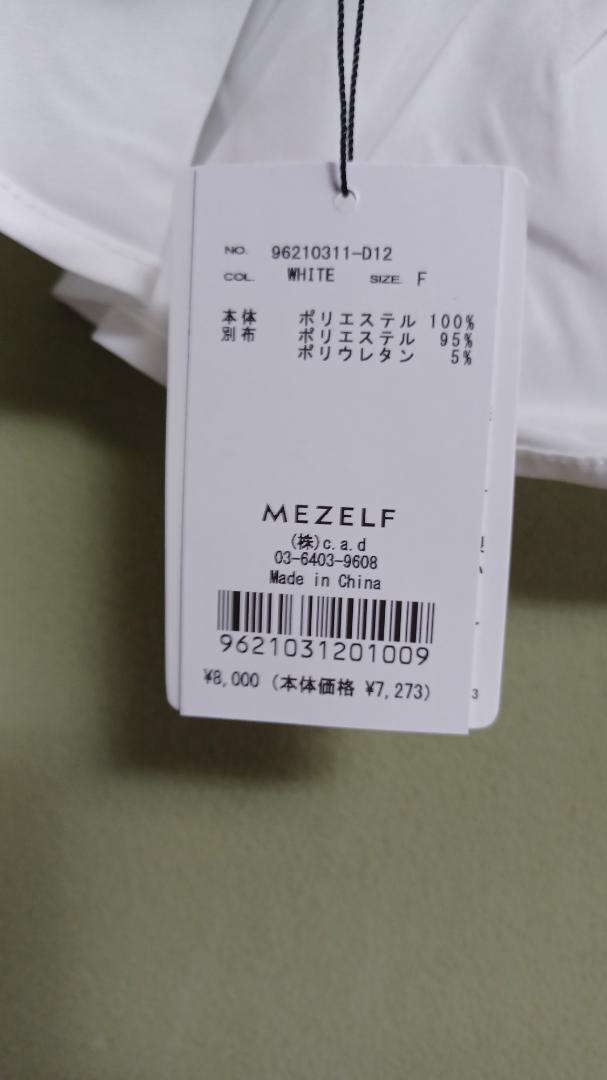 NO. 96210311-D12
COL. WHITE SIZE. F
本体 ポリエステル 100%
別布 ポリエステル 95%
ポリウレタン 5%
MEZELF
(株)c.a.d
03-6403-9608
Made in China
9621031201009
¥8,000 (本体価格 ¥7,273)
3